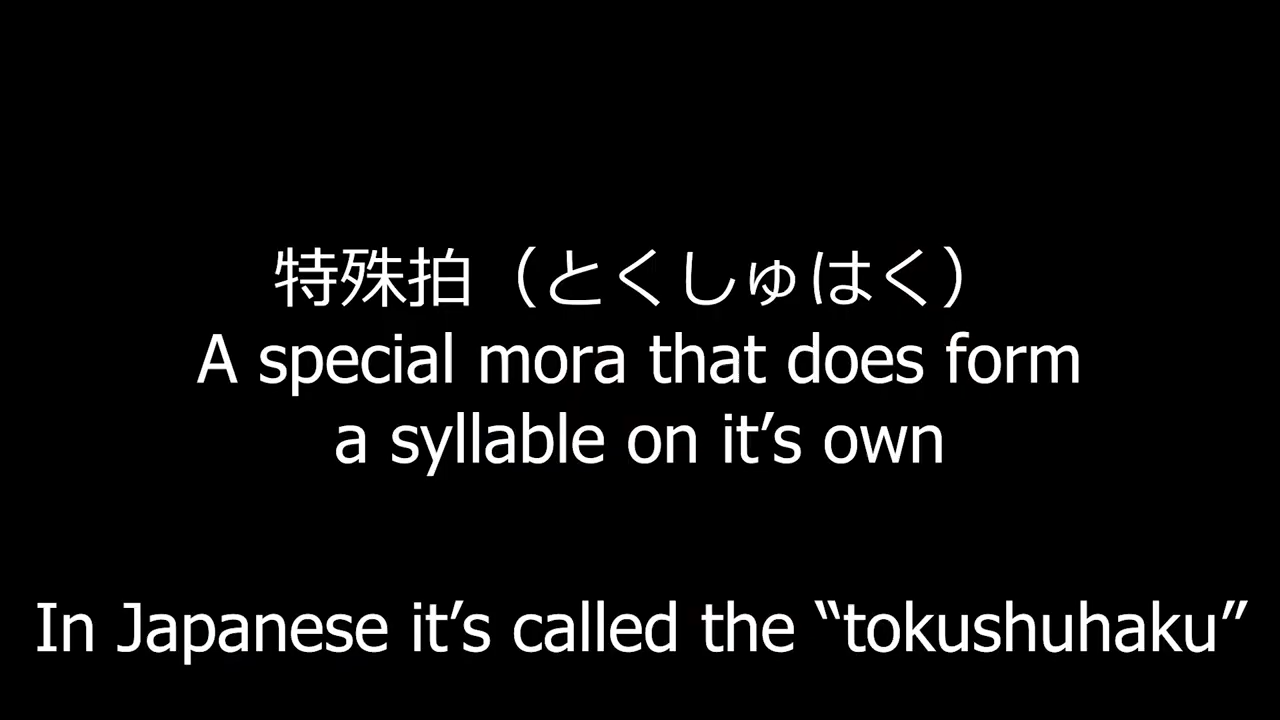 特殊拍（とくしゅはく）
A special mora that does form
a syllable on it’s own
In Japanese it’s called the “tokushuhaku”